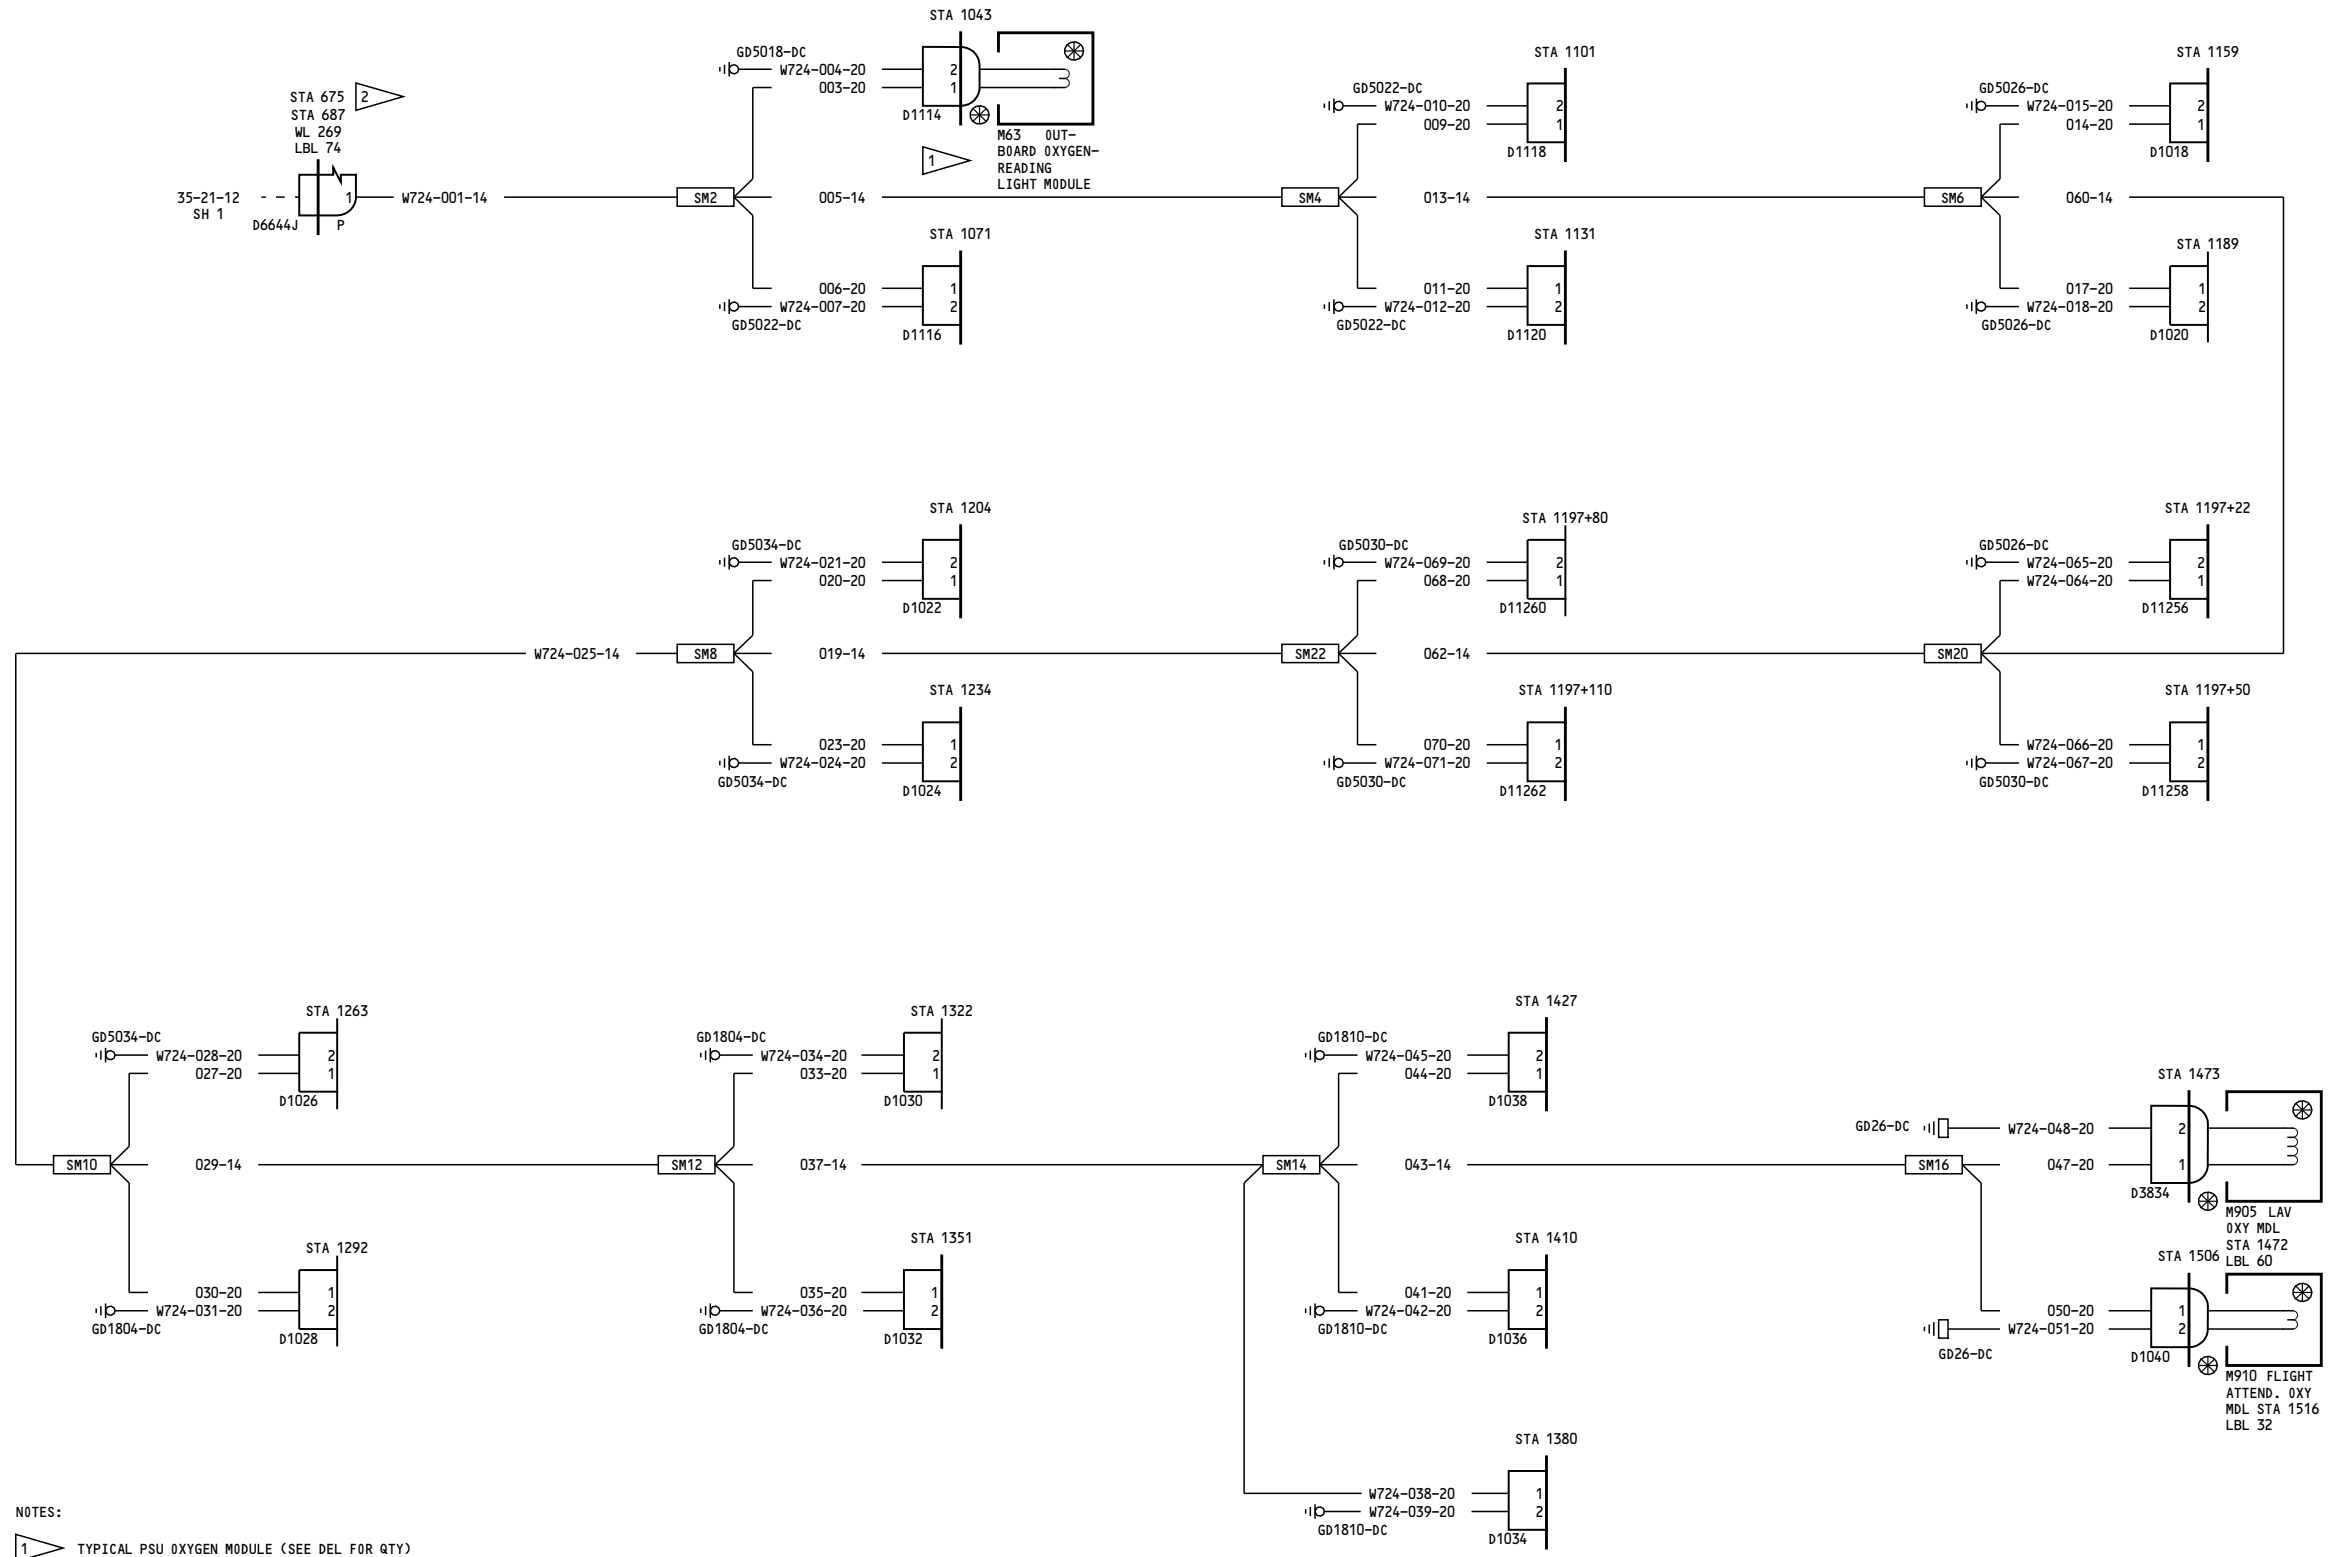 STA 1043
GD5018-DC
W724-004-20
003-20
2
1
D1114
M63 OUT-
BOARD OXYGEN-
READING
LIGHT MODULE
1
STA 1101
GD5022-DC
W724-010-20
009-20
2
1
D1118
STA 1159
GD5026-DC
W724-015-20
014-20
2
1
D1018
STA 675
2
STA 687
WL 269
LBL 74
35-21-12
SH 1
D6644J
1
P
W724-001-14
SM2
005-14
SM4
013-14
SM6
060-14
STA 1071
006-20
W724-007-20
GD5022-DC
1
2
D1116
STA 1131
011-20
W724-012-20
GD5022-DC
1
2
D1120
STA 1189
017-20
W724-018-20
GD5026-DC
1
2
D1020
STA 1204
GD5034-DC
W724-021-20
020-20
2
1
D1022
STA 1197+80
GD5030-DC
W724-069-20
068-20
2
1
D11260
STA 1197+22
GD5026-DC
W724-065-20
W724-064-20
2
1
D11256
W724-025-14
SM8
019-14
SM22
062-14
SM20
STA 1234
023-20
W724-024-20
GD5034-DC
1
2
D1024
STA 1197+110
070-20
W724-071-20
GD5030-DC
1
2
D11262
STA 1197+50
W724-066-20
W724-067-20
GD5030-DC
1
2
D11258
STA 1263
GD5034-DC
W724-028-20
027-20
2
1
D1026
STA 1322
GD1804-DC
W724-034-20
033-20
2
1
D1030
STA 1427
GD1810-DC
W724-045-20
044-20
2
1
D1038
STA 1473
GD26-DC
W724-048-20
047-20
2
1
D3834
M905 LAV
OXY MDL
STA 1472
LBL 60
SM10
029-14
SM12
037-14
SM14
043-14
SM16
STA 1292
030-20
W724-031-20
GD1804-DC
1
2
D1028
STA 1351
035-20
W724-036-20
GD1804-DC
1
2
D1032
STA 1410
041-20
W724-042-20
GD1810-DC
1
2
D1036
STA 1506
050-20
W724-051-20
GD26-DC
1
2
D1040
M910 FLIGHT
ATTEND. OXY
MDL STA 1516
LBL 32
STA 1380
W724-038-20
W724-039-20
GD1810-DC
1
2
D1034
NOTES:
1 TYPICAL PSU OXYGEN MODULE (SEE DEL FOR QTY)